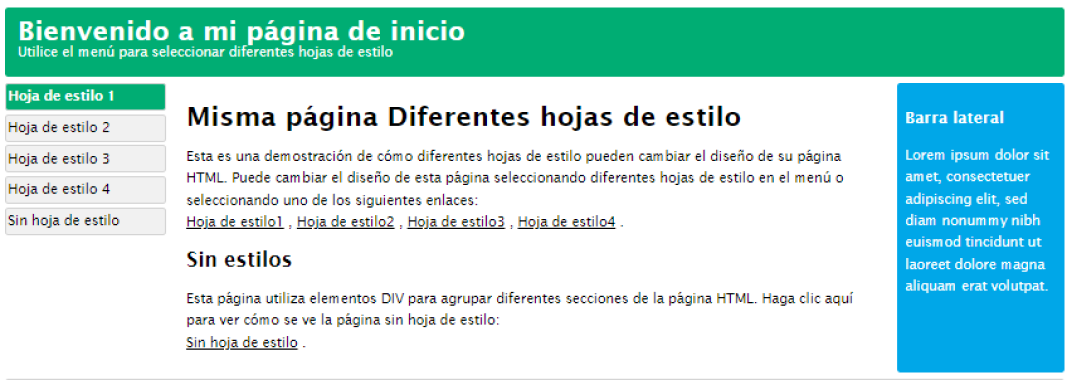 Bienvenido a mi página de inicio
Utilice el menú para seleccionar diferentes hojas de estilo
Hoja de estilo 1
Hoja de estilo 2
Hoja de estilo 3
Hoja de estilo 4
Sin hoja de estilo
Misma página Diferentes hojas de estilo
Esta es una demostración de cómo diferentes hojas de estilo pueden cambiar el diseño de su página
HTML. Puede cambiar el diseño de esta página seleccionando diferentes hojas de estilo en el menú o
seleccionando uno de los siguientes enlaces:
Hoja de estilo1 , Hoja de estilo2 , Hoja de estilo3 , Hoja de estilo4 .
Sin estilos
Esta página utiliza elementos DIV para agrupar diferentes secciones de la página HTML. Haga clic aquí
para ver cómo se ve la página sin hoja de estilo:
Sin hoja de estilo .
Barra lateral
Lorem ipsum dolor sit
amet, consectetuer
adipiscing elit, sed
diam nonummy nibh
euismod tincidunt ut
laoreet dolore magna
aliquam erat volutpat.